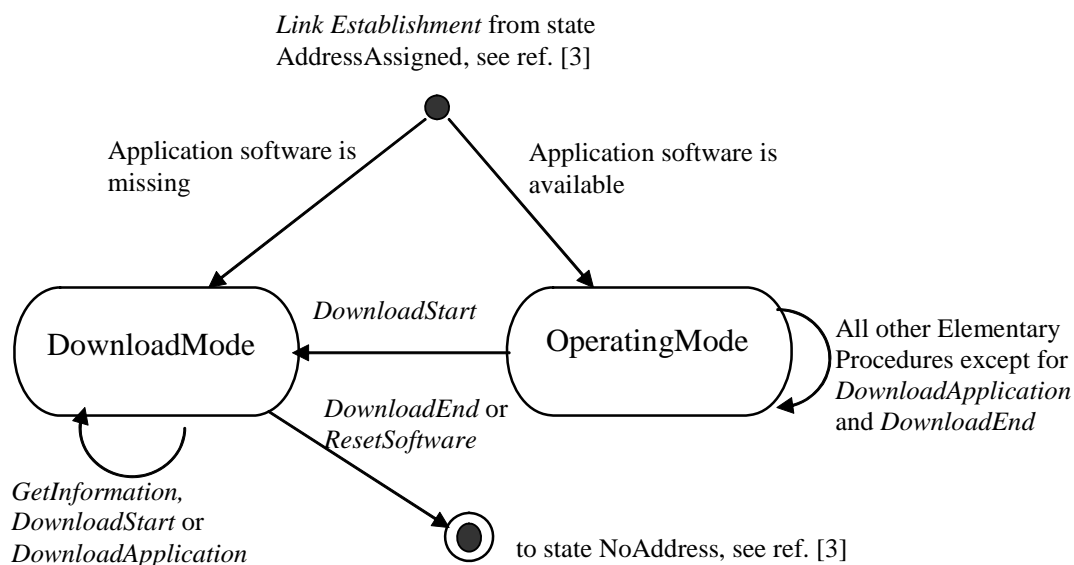 Link Establishment from state
AddressAssigned, see ref. [3]
Application software is
missing
Application software is
available
DownloadMode
DownloadStart
OperatingMode
All other Elementary
Procedures except for
DownloadApplication
and DownloadEnd
DownloadEnd or
ResetSoftware
GetInformation,
DownloadStart or
DownloadApplication
to state NoAddress, see ref. [3]